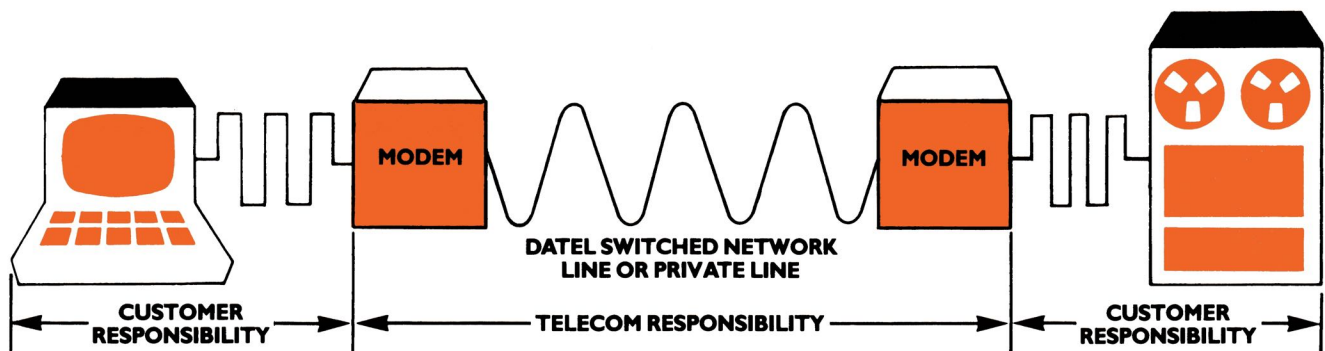 MODEM
MODEM
DATEL SWITCHED NETWORK
LINE OR PRIVATE LINE
CUSTOMER
RESPONSIBILITY
TELECOM RESPONSIBILITY
CUSTOMER
RESPONSIBILITY